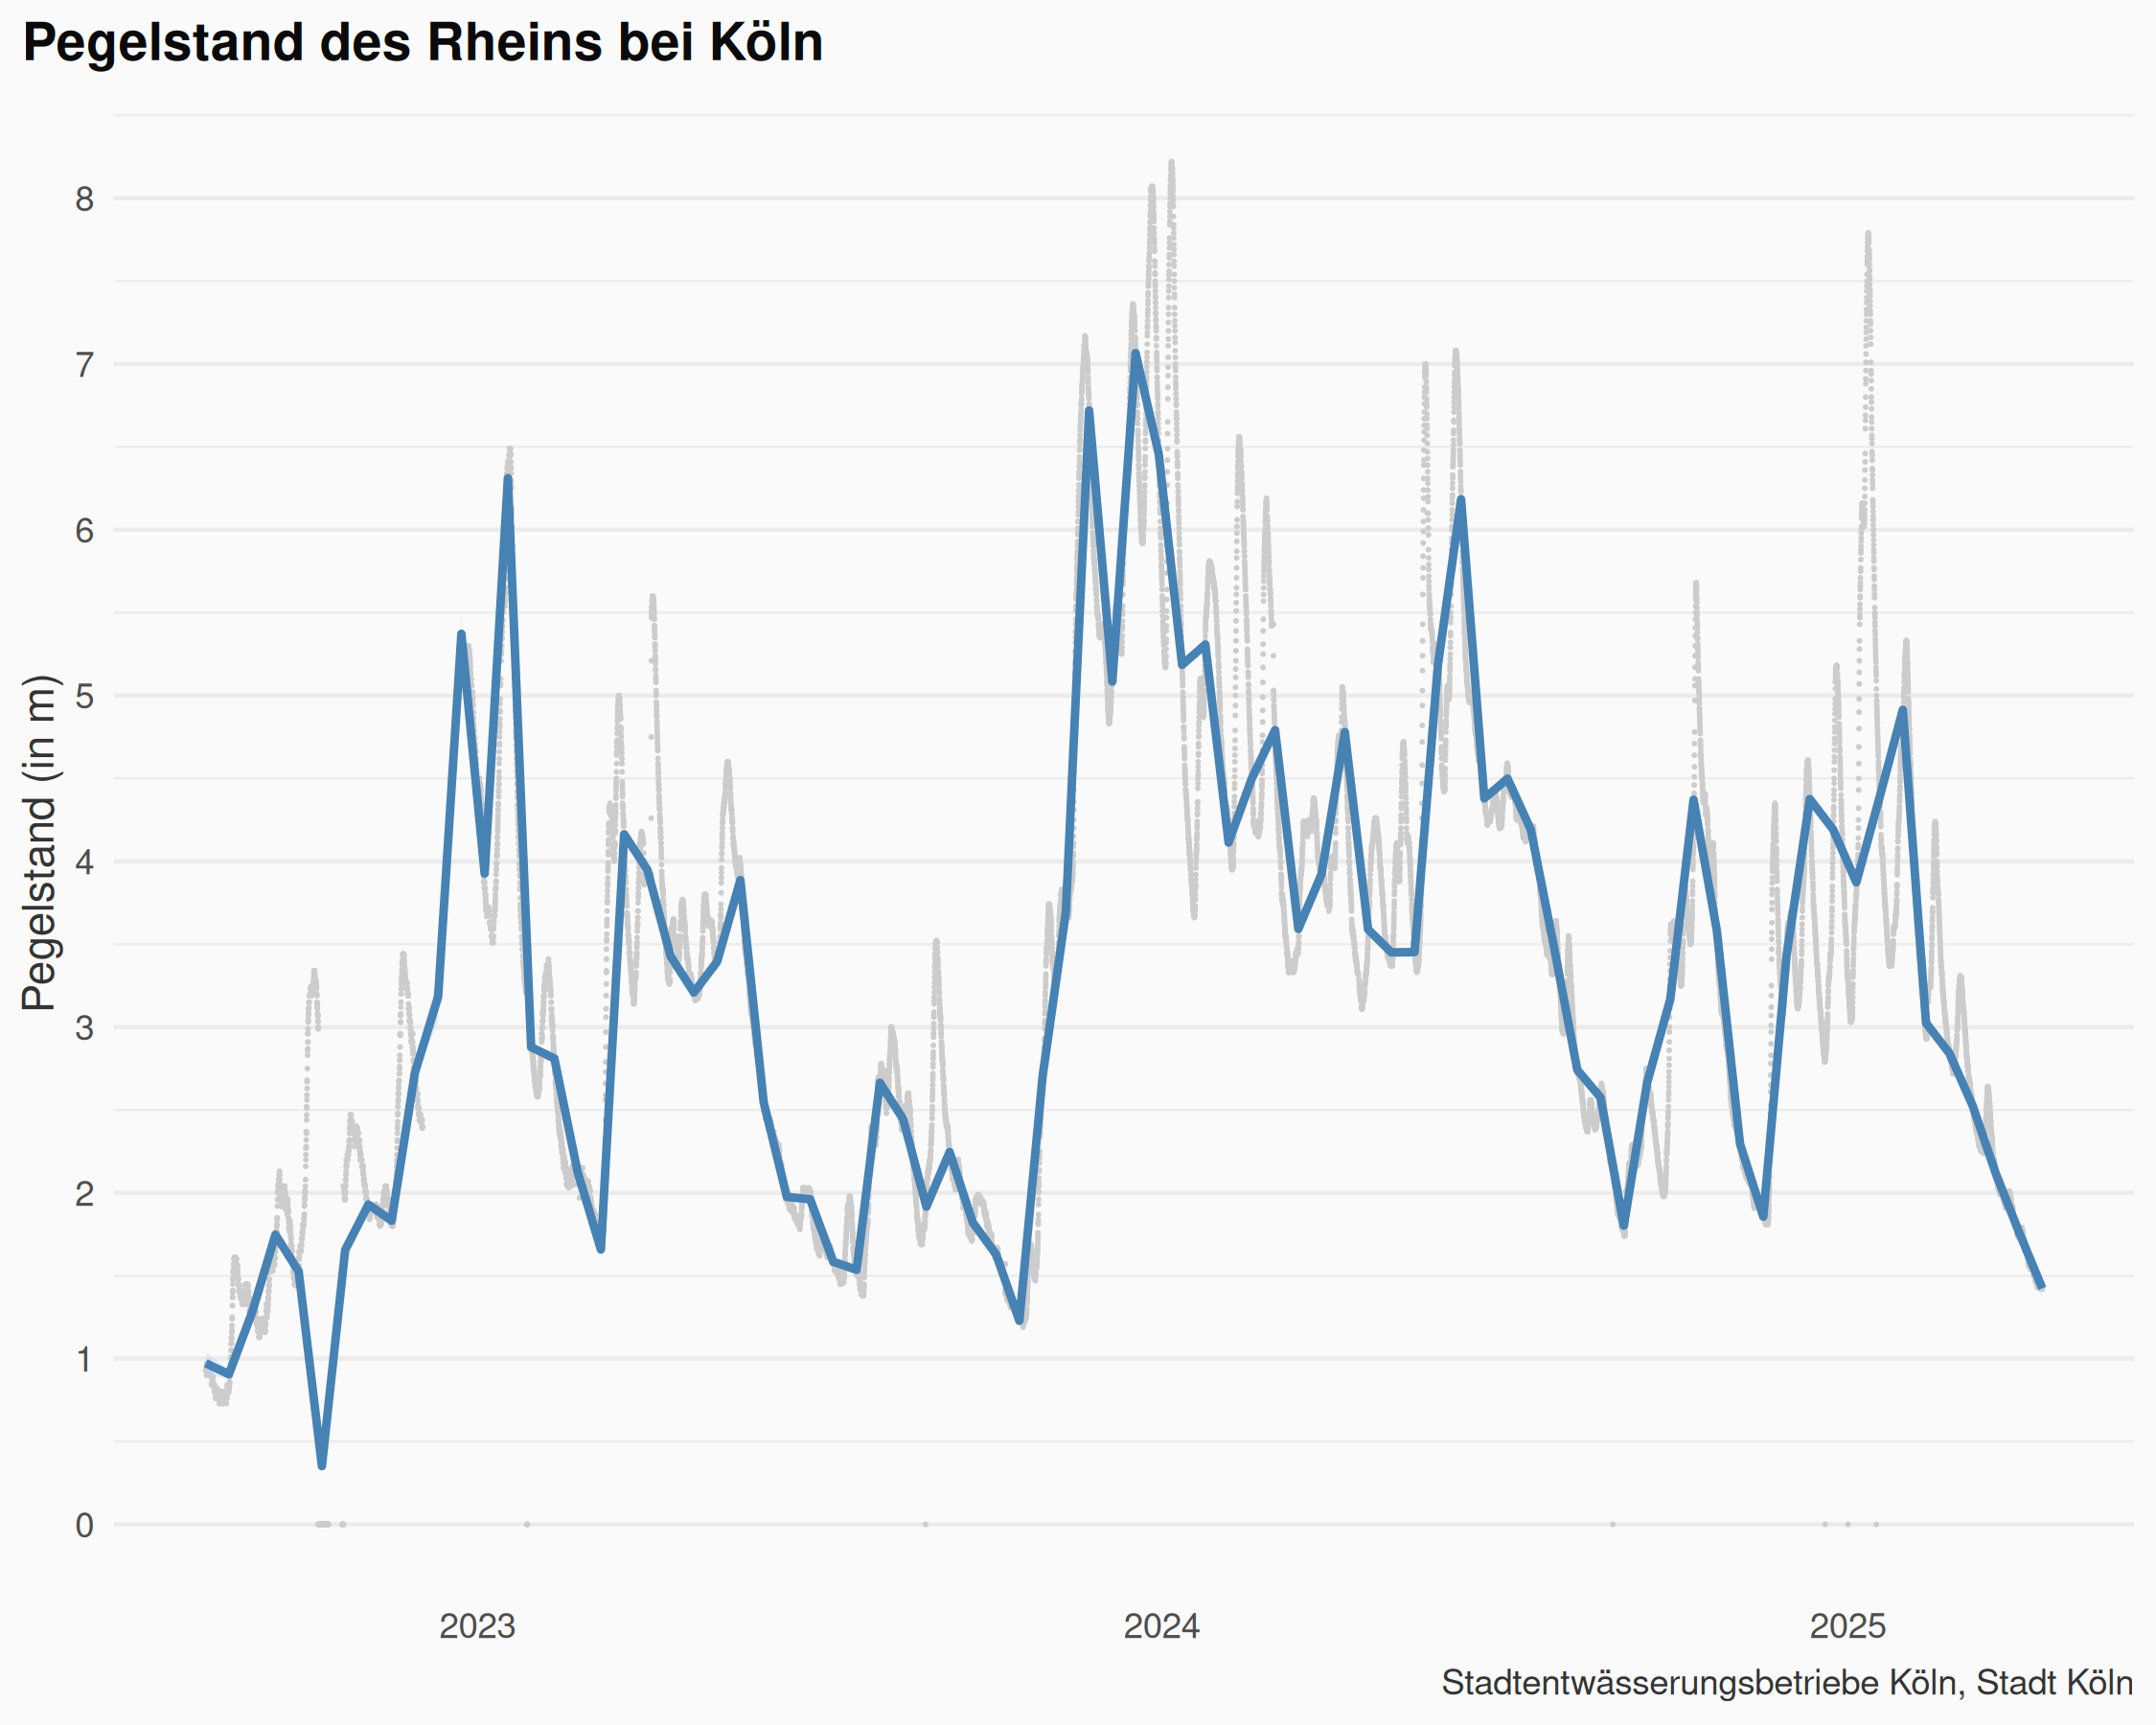 Pegelstand des Rheins bei Köln
Pegelstand (in m)
8
7
6
5
4
3
2
1
0
2023 2024 2025
Stadtentwässerungsbetriebe Köln, Stadt Köln